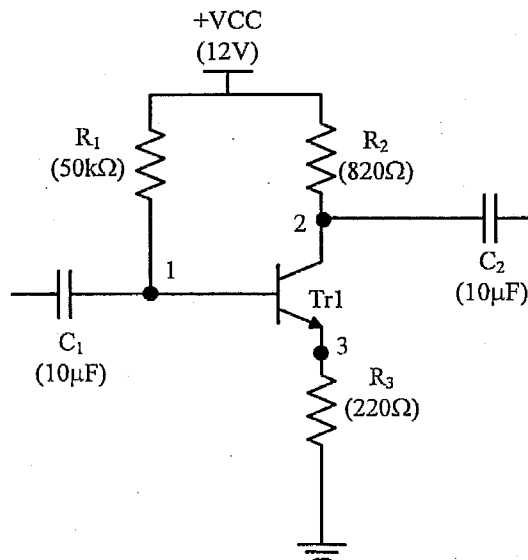 +VCC
(12V)
R₁
(50kΩ)
R₂
(820Ω)
2
1
C₂
(10μF)
Tr1
C₁
(10μF)
3
R₃
(220Ω)